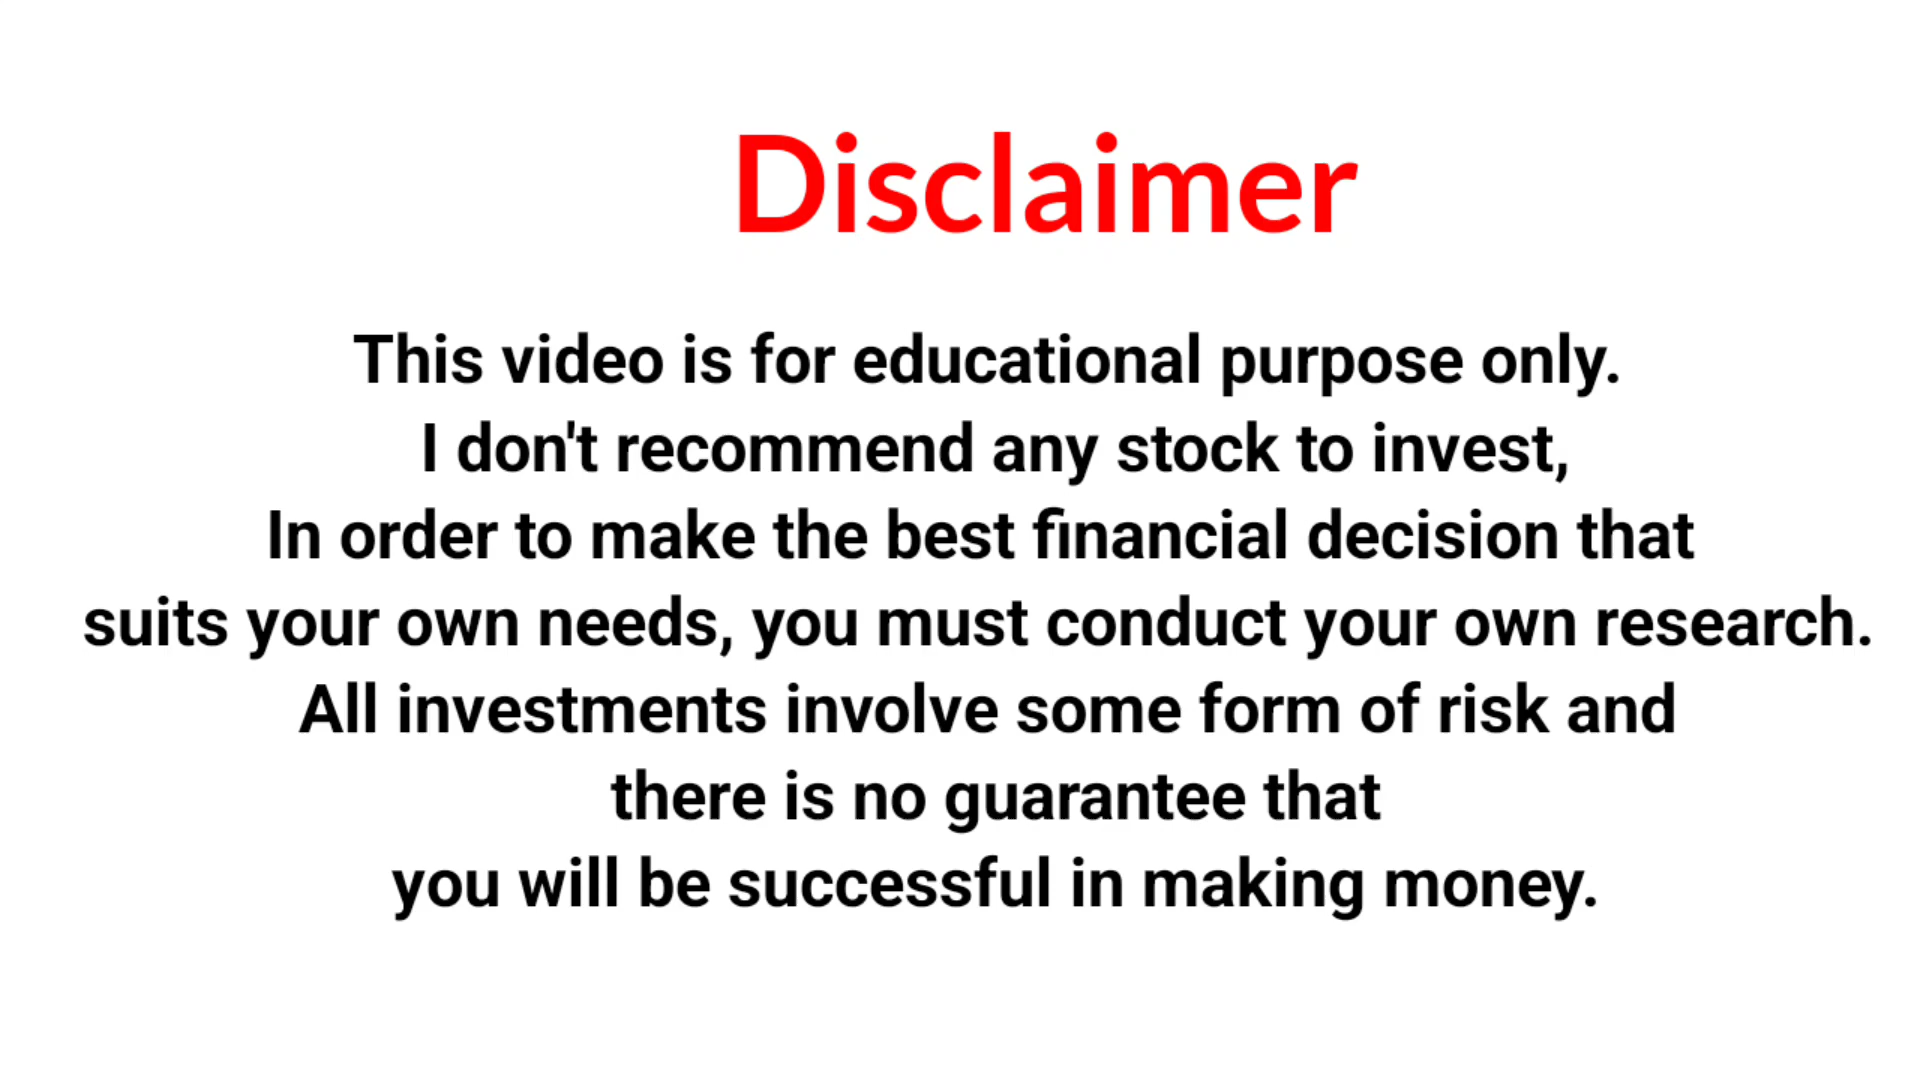 Disclaimer
This video is for educational purpose only.
I don't recommend any stock to invest,
In order to make the best financial decision that
suits your own needs, you must conduct your own research.
All investments involve some form of risk and
there is no guarantee that
you will be successful in making money.